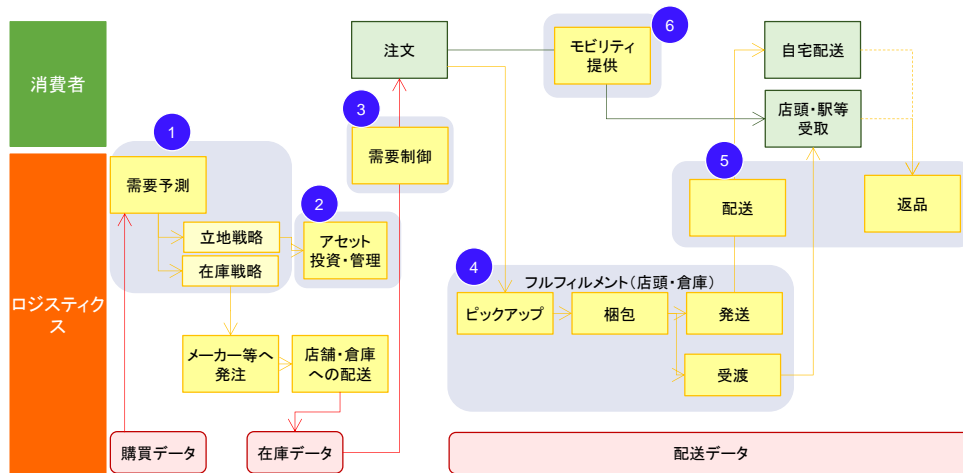 消費者
ロジスティク
ス
注文
6
モビリティ
提供
自宅配送
店頭・駅等
受取
1
需要予測
立地戦略
在庫戦略
2
アセット
投資・管理
3
需要制御
5
配送
返品
4
フルフィルメント(店頭・倉庫)
ピックアップ
梱包
発送
受渡
メーカー等へ
発注
店舗・倉庫
への配送
購買データ
在庫データ
配送データ